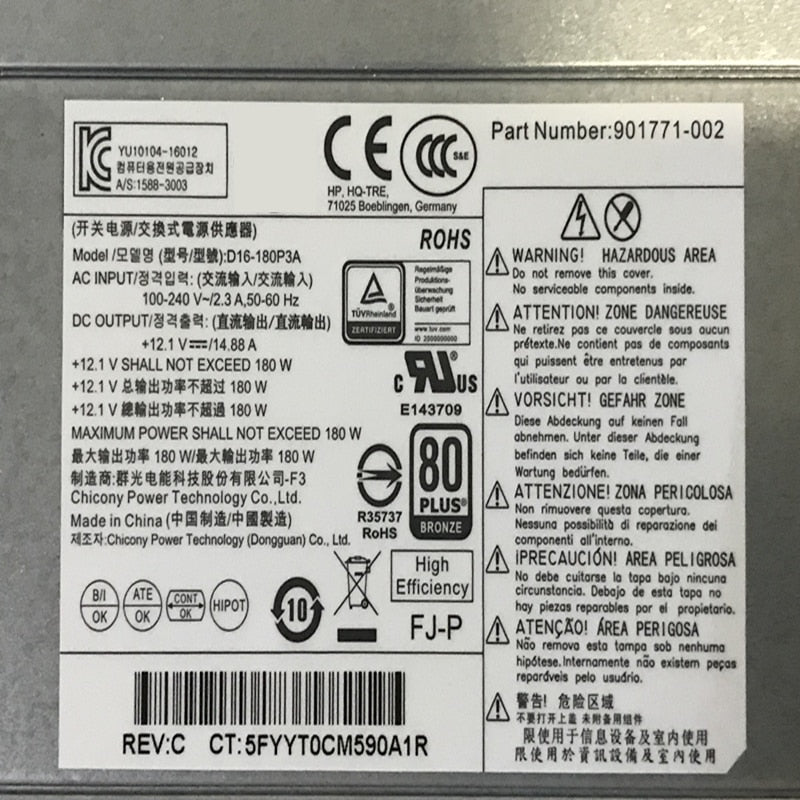 YU10104-16012
컴퓨터용전원공급장치
A/S:1588-3003
CE
CCC
S&E
HP, HQ-TRE,
71025 Boeblingen, Germany
Part Number:901771-002
(开关电源/交換式電源供應器)
Model /모델명 (型号/型號):D16-180P3A
ROHS
AC INPUT/정격입력: (交流输入/交流輸入)
100-240 V~/2.3 A,50-60 Hz
DC OUTPUT/정격출력: (直流输出/直流輸出)
+12.1 V⎓/14.88 A
+12.1 V SHALL NOT EXCEED 180 W
+12.1 V 总输出功率不超过 180 W
+12.1 V 總輸出功率不超過 180 W
MAXIMUM POWER SHALL NOT EXCEED 180 W
最大输出功率 180 W/最大輸出功率 180 W
制造商: 群光电能科技股份有限公司-F3
Chicony Power Technology Co.,Ltd.
Made in China (中国制造/中國製造)
제조자:Chicony Power Technology (Dongguan) Co., Ltd.
TÜVRheinland
ZERTIFIZIERT
Regelmäßige
Produktions-
überwachung
Sicherheit
Bauart geprüft
www.tuv.com
ID 2000000000
c RU US
E143709
R35737
RoHS
80
PLUS
BRONZE
B/I
OK
ATE
OK
CONT
OK
HIPOT
10
High
Efficiency
FJ-P
REV:C CT: 5FYYT0CM590A1R
WARNING! HAZARDOUS AREA
Do not remove this cover.
No serviceable components inside.
ATTENTION! ZONE DANGEREUSE
Ne retirez pas ce couvercle sous aucun
prétexte.Ne contient pas de composants
qui puissent être entretenus par
l'utilisateur ou par la clientèle.
VORSICHT! GEFAHR ZONE
Diese Abdeckung auf keinen Fall
abnehmen. Unter dieser Abdeckung
befinden sich keine Teile, die einer
Wartung bedürfen.
ATTENZIONE! ZONA PERICOLOSA
Non rimuovere questa copertura.
Nessuna possibilità di reparazione dei
componenti all'interno.
¡PRECAUCIÓN! AREA PELIGROSA
No debe cuitarse la tapa bajo ninguna
circunstancia. Debajo de esta tapa no
hay piezas reparables por el propietario.
ATENÇÃO! ÁREA PERIGOSA
Não remova esta tampa sob nenhuma
hipótese.Internamente não existem peças
reparáveis pelo usuário.
警告! 危险区域
不要打开上盖 未附备用组件
限使用于信息设备及室内使用
限使用於資訊設備及室內使用